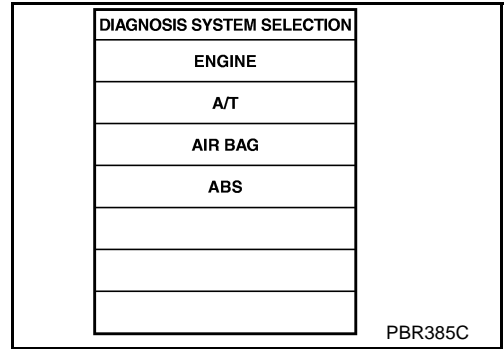 DIAGNOSIS SYSTEM SELECTION
ENGINE
A/T
AIR BAG
ABS
PBR385C